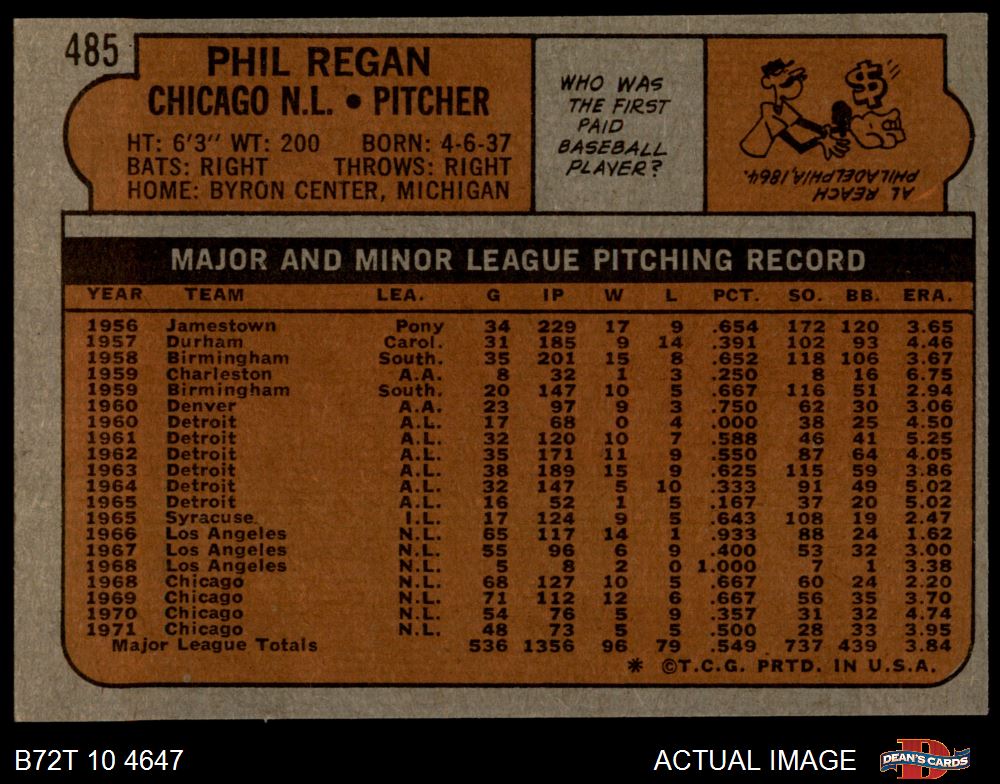 485
PHIL REGAN
CHICAGO N.L. • PITCHER
HT: 6'3" WT: 200 BORN: 4-6-37
BATS: RIGHT THROWS: RIGHT
HOME: BYRON CENTER, MICHIGAN
WHO WAS
THE FIRST
PAID
BASEBALL
PLAYER?
$
AL REACH
PHILADELPHIA, 1864.
MAJOR AND MINOR LEAGUE PITCHING RECORD
YEAR TEAM LEA. G IP W L PCT. SO. BB. ERA.
1956 Jamestown Pony 34 229 17 9 .654 172 120 3.65
1957 Durham Carol. 31 185 9 14 .391 102 93 4.46
1958 Birmingham South. 35 201 15 8 .652 118 106 3.67
1959 Charleston A.A. 8 32 1 3 .250 8 16 6.75
1959 Birmingham South. 20 147 10 5 .667 116 51 2.94
1960 Denver A.A. 23 97 9 3 .750 62 30 3.06
1960 Detroit A.L. 17 68 0 4 .000 38 25 4.50
1961 Detroit A.L. 32 120 10 7 .588 46 41 5.25
1962 Detroit A.L. 35 171 11 9 .550 87 64 4.05
1963 Detroit A.L. 38 189 15 9 .625 115 59 3.86
1964 Detroit A.L. 32 147 5 10 .333 91 49 5.02
1965 Detroit A.L. 16 52 1 5 .167 37 20 5.02
1965 Syracuse I.L. 17 124 9 5 .643 108 19 2.47
1966 Los Angeles N.L. 65 117 14 1 .933 88 24 1.62
1967 Los Angeles N.L. 55 96 6 9 .400 53 32 3.00
1968 Los Angeles N.L. 5 8 2 0 1.000 7 1 3.38
1968 Chicago N.L. 68 127 10 5 .667 60 24 2.20
1969 Chicago N.L. 71 112 12 6 .667 56 35 3.70
1970 Chicago N.L. 54 76 5 9 .357 31 32 4.74
1971 Chicago N.L. 48 73 5 5 .500 28 33 3.95
Major League Totals 536 1356 96 79 .549 737 439 3.84
* ©T.C.G. PRTD. IN U.S.A.
B72T 10 4647 ACTUAL IMAGE DEAN'S CARDS